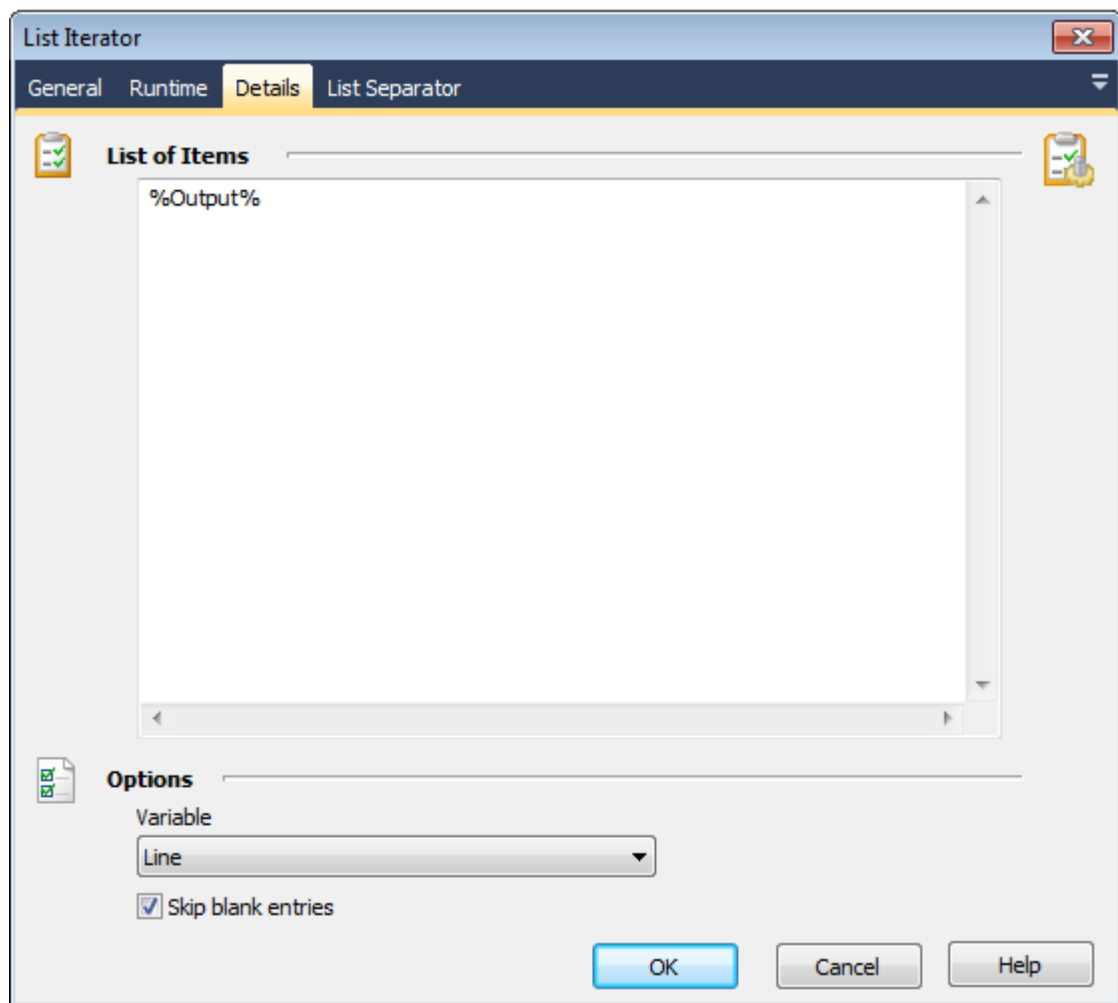 List Iterator
General Runtime Details List Separator
List of Items
%Output%
Options
Variable
Line
Skip blank entries
OK Cancel Help